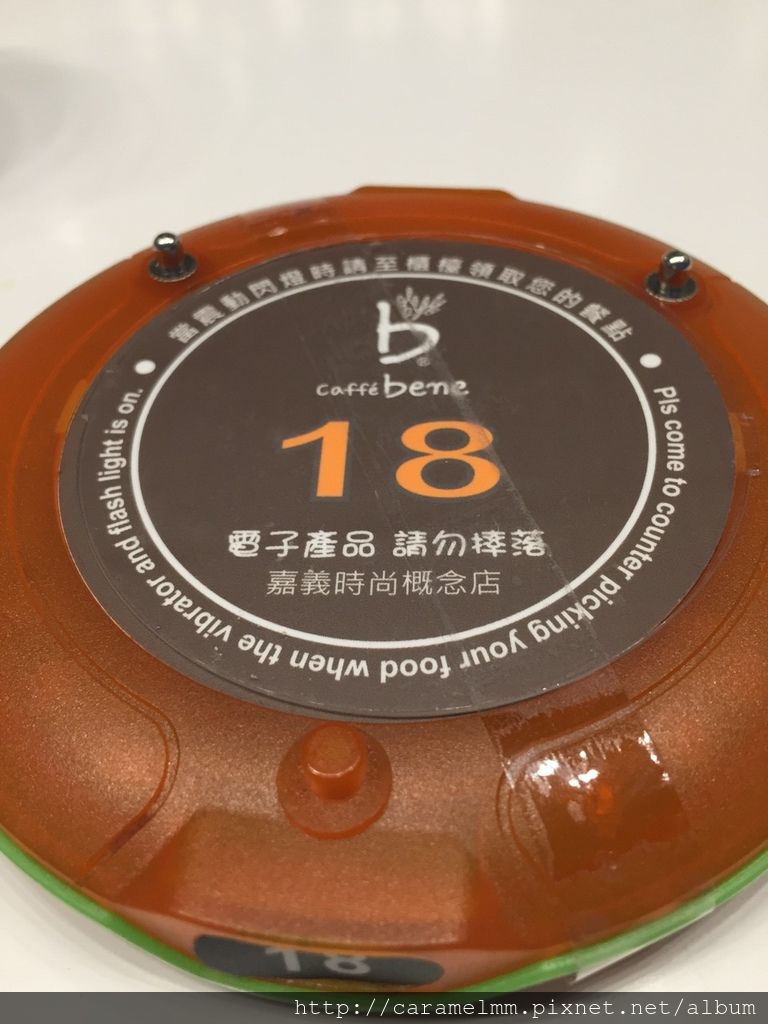 當震動閃燈時請至櫃檯領取您的餐點
b
®
caffé bene
18
電子產品 請勿摔落
嘉義時尚概念店
Pls come to counter picking your food when the vibrator and flash light is on.
18
http://caramelmm.pixnet.net/album